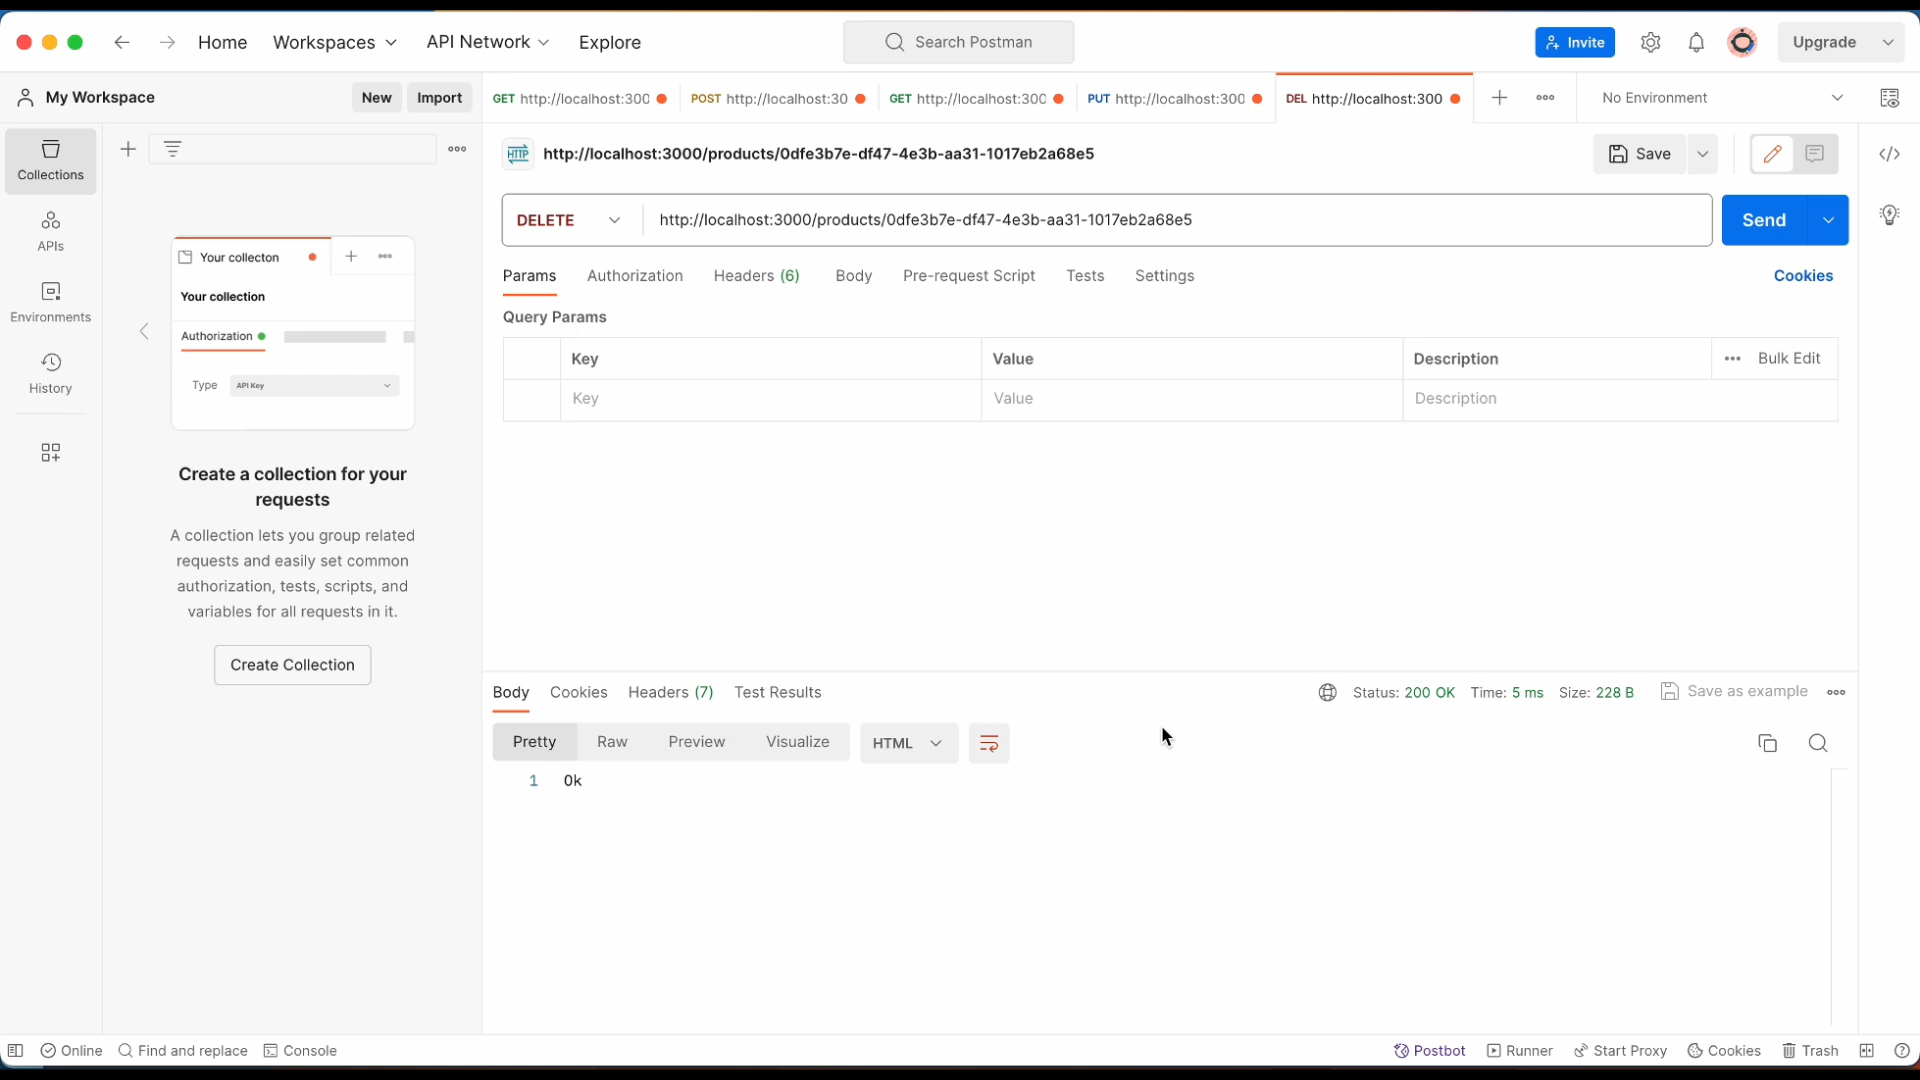 Home Workspaces API Network Explore Search Postman Invite Upgrade
My Workspace New Import GET http://localhost:300 POST http://localhost:30 GET http://localhost:300 PUT http://localhost:300 DEL http://localhost:300 No Environment
Collections
APIs
Environments
History
Your collecton
Your collection
Authorization
Type API Key
Create a collection for your
requests
A collection lets you group related
requests and easily set common
authorization, tests, scripts, and
variables for all requests in it.
Create Collection
HTTP http://localhost:3000/products/0dfe3b7e-df47-4e3b-aa31-1017eb2a68e5 Save
DELETE http://localhost:3000/products/0dfe3b7e-df47-4e3b-aa31-1017eb2a68e5 Send
Params Authorization Headers (6) Body Pre-request Script Tests Settings Cookies
Query Params
Key Value Description Bulk Edit
Key Value Description
Body Cookies Headers (7) Test Results Status: 200 OK Time: 5 ms Size: 228 B Save as example
Pretty Raw Preview Visualize HTML
1 Ok
Online Find and replace Console Postbot Runner Start Proxy Cookies Trash